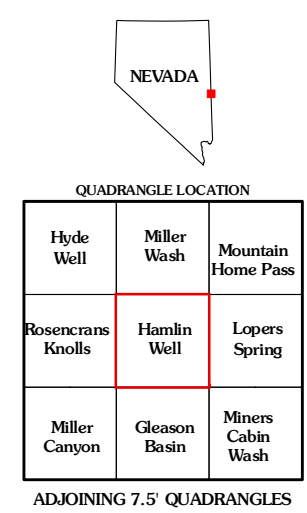 NEVADA
QUADRANGLE LOCATION
Hyde
Well
Miller
Wash
Mountain
Home Pass
Rosencrans
Knolls
Hamlin
Well
Lopers
Spring
Miller
Canyon
Gleason
Basin
Miners
Cabin
Wash
ADJOINING 7.5' QUADRANGLES